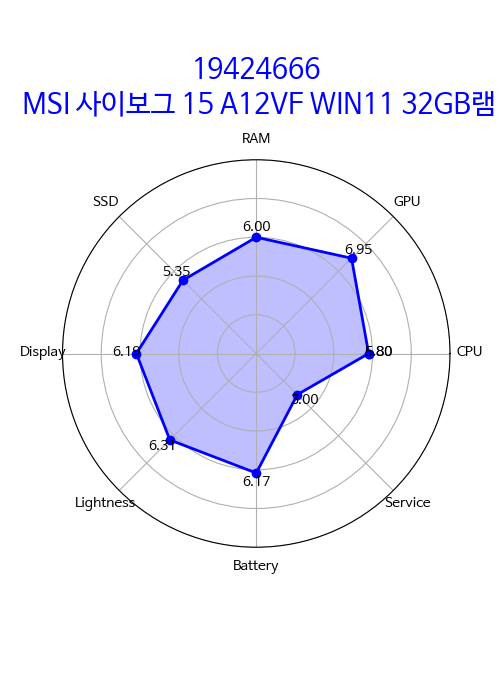 19424666
MSI 사이보그 15 A12VF WIN11 32GB램
RAM
SSD
GPU
6.00
6.95
5.35
Display
6.19
5.80
CPU
3.00
6.31
6.17
Lightness
Service
Battery